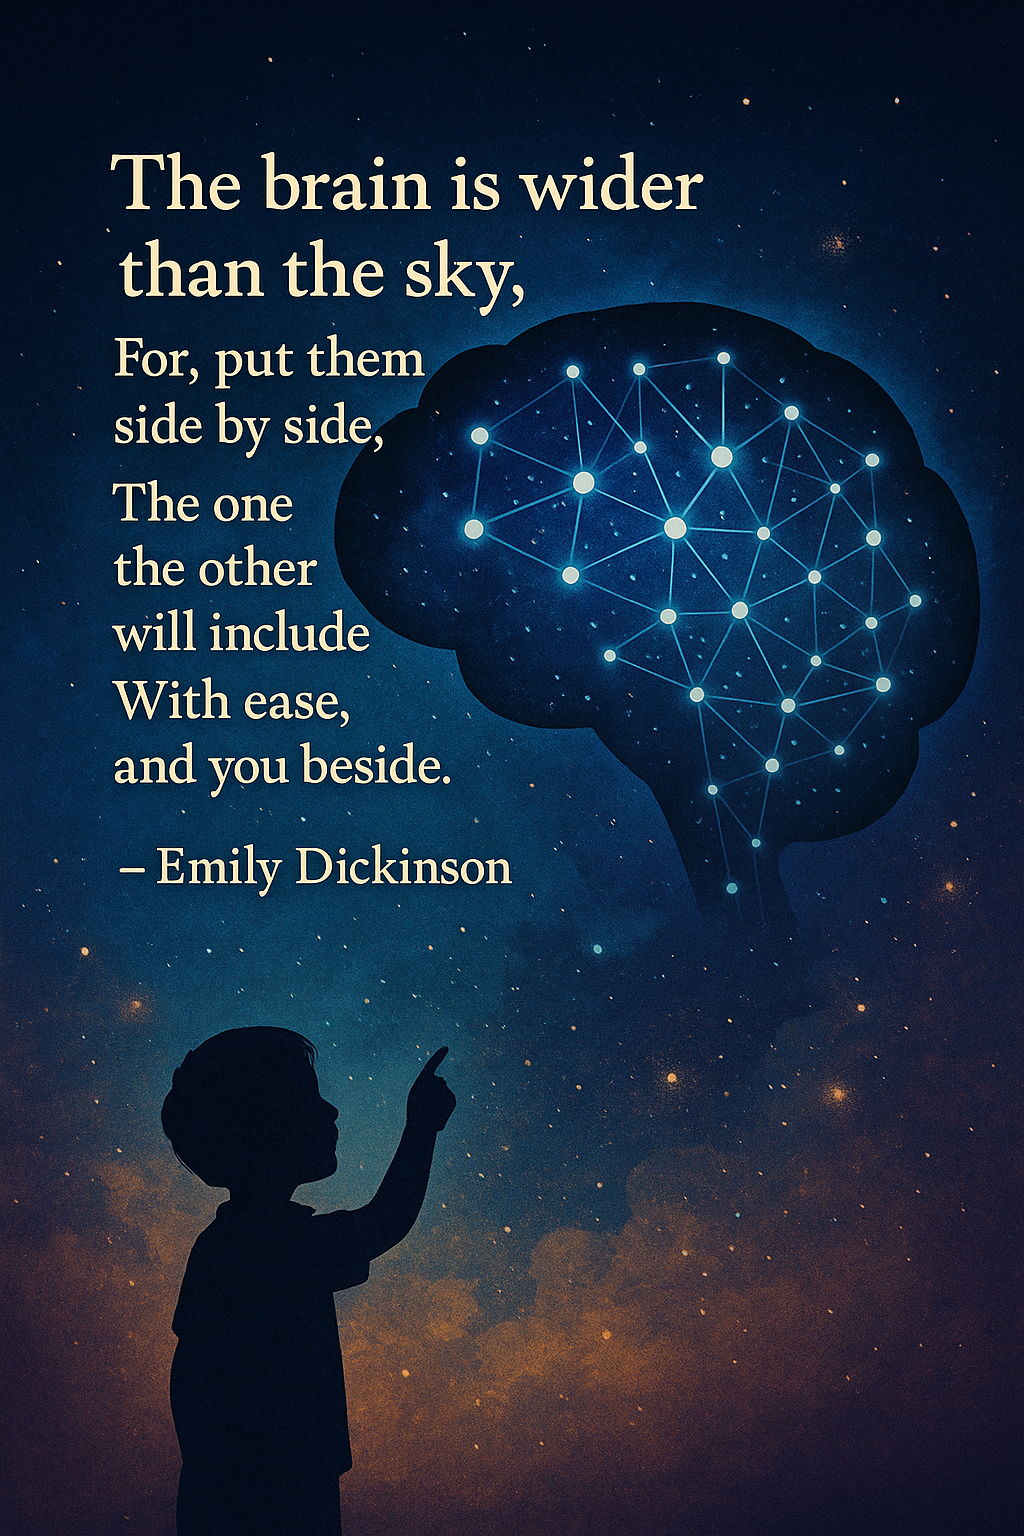 The brain is wider
than the sky,
For, put them
side by side,
The one
the other
will include
With ease,
and you beside.
– Emily Dickinson